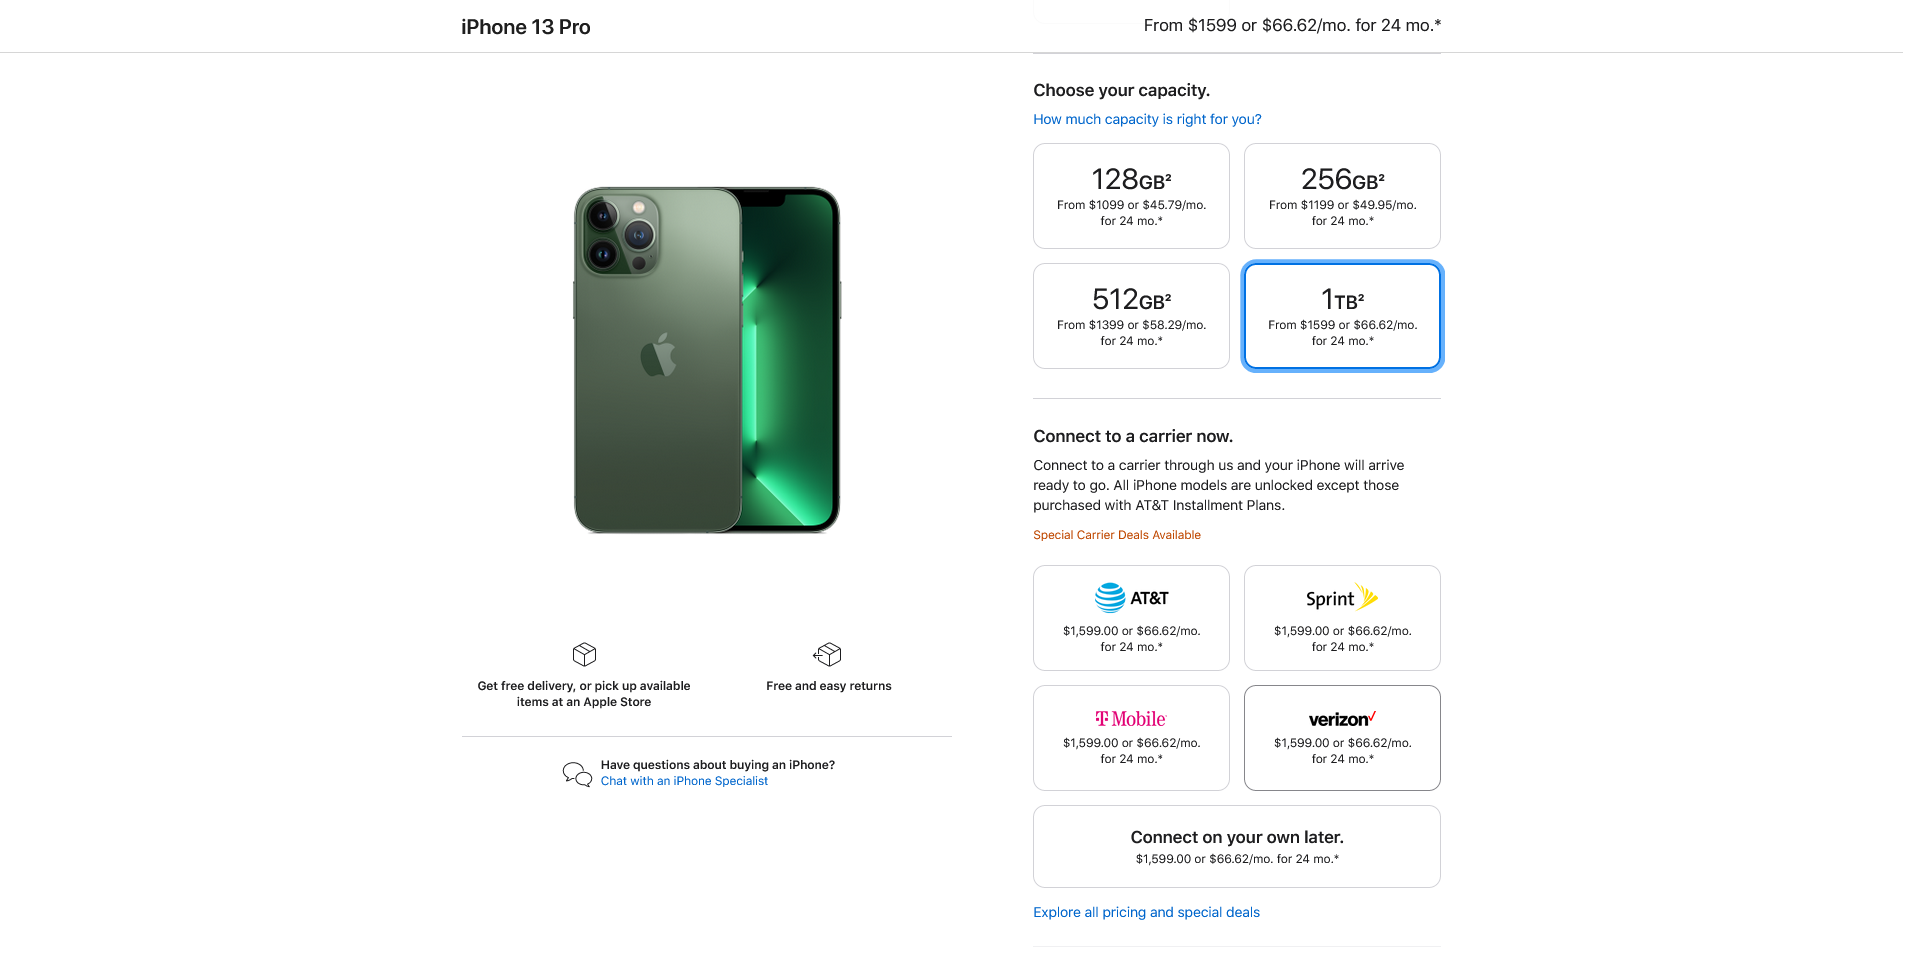 iPhone 13 Pro
From $1599 or $66.62/mo. for 24 mo.*
Choose your capacity.
How much capacity is right for you?
128GB²
From $1099 or $45.79/mo.
for 24 mo.*
256GB²
From $1199 or $49.95/mo.
for 24 mo.*
512GB²
From $1399 or $58.29/mo.
for 24 mo.*
1TB²
From $1599 or $66.62/mo.
for 24 mo.*
Connect to a carrier now.
Connect to a carrier through us and your iPhone will arrive
ready to go. All iPhone models are unlocked except those
purchased with AT&T Installment Plans.
Special Carrier Deals Available
AT&T
$1,599.00 or $66.62/mo.
for 24 mo.*
Sprint
$1,599.00 or $66.62/mo.
for 24 mo.*
T Mobile
$1,599.00 or $66.62/mo.
for 24 mo.*
verizon✓
$1,599.00 or $66.62/mo.
for 24 mo.*
Connect on your own later.
$1,599.00 or $66.62/mo. for 24 mo.*
Explore all pricing and special deals
Get free delivery, or pick up available
items at an Apple Store
Free and easy returns
Have questions about buying an iPhone?
Chat with an iPhone Specialist